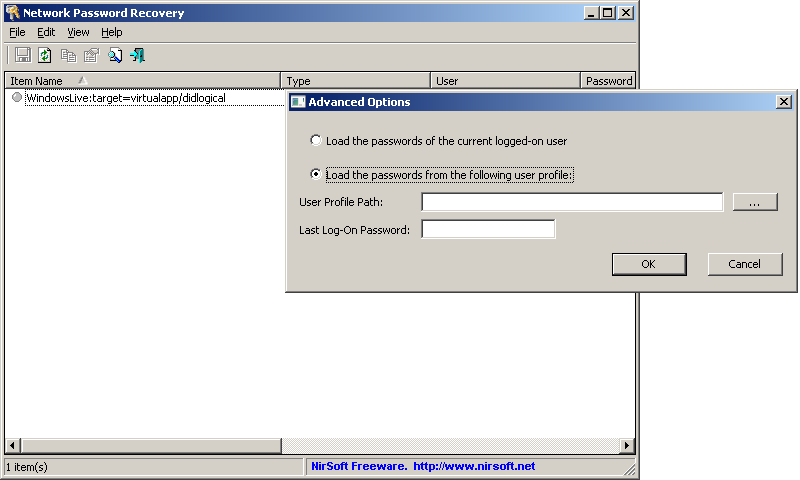 Network Password Recovery
File Edit View Help
Item Name Type User Password
WindowsLive:target=virtualapp/didlogical
Advanced Options
Load the passwords of the current logged-on user
Load the passwords from the following user profile:
User Profile Path: ...
Last Log-On Password:
OK Cancel
1 item(s) NirSoft Freeware. http://www.nirsoft.net